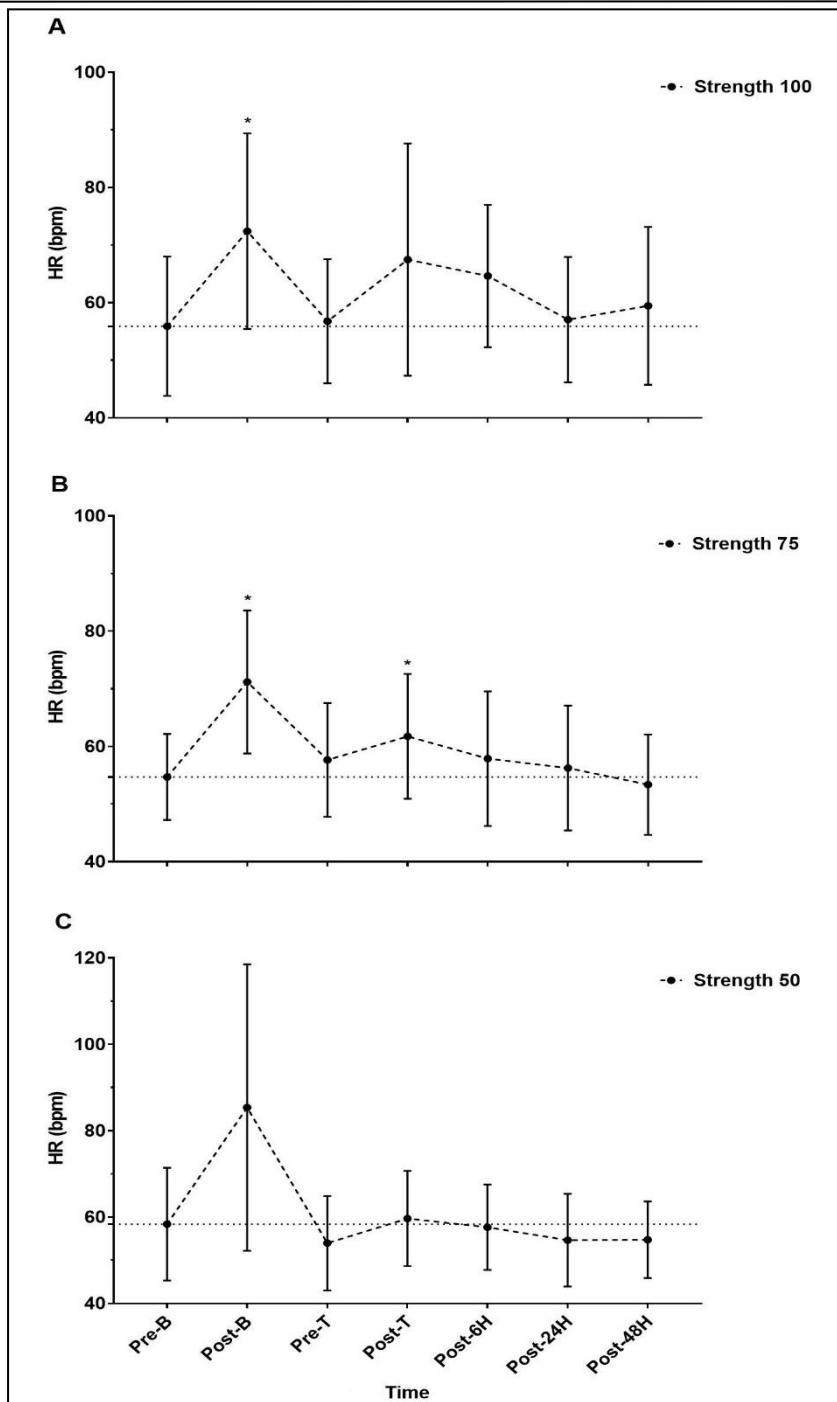 A
100
80
60
40
HR (bpm)
*
Strength 100
B
100
80
60
40
HR (bpm)
*
*
Strength 75
C
120
100
80
60
40
HR (bpm)
Strength 50
Pre-B
Post-B
Pre-T
Post-T
Post-6H
Post-24H
Post-48H
Time